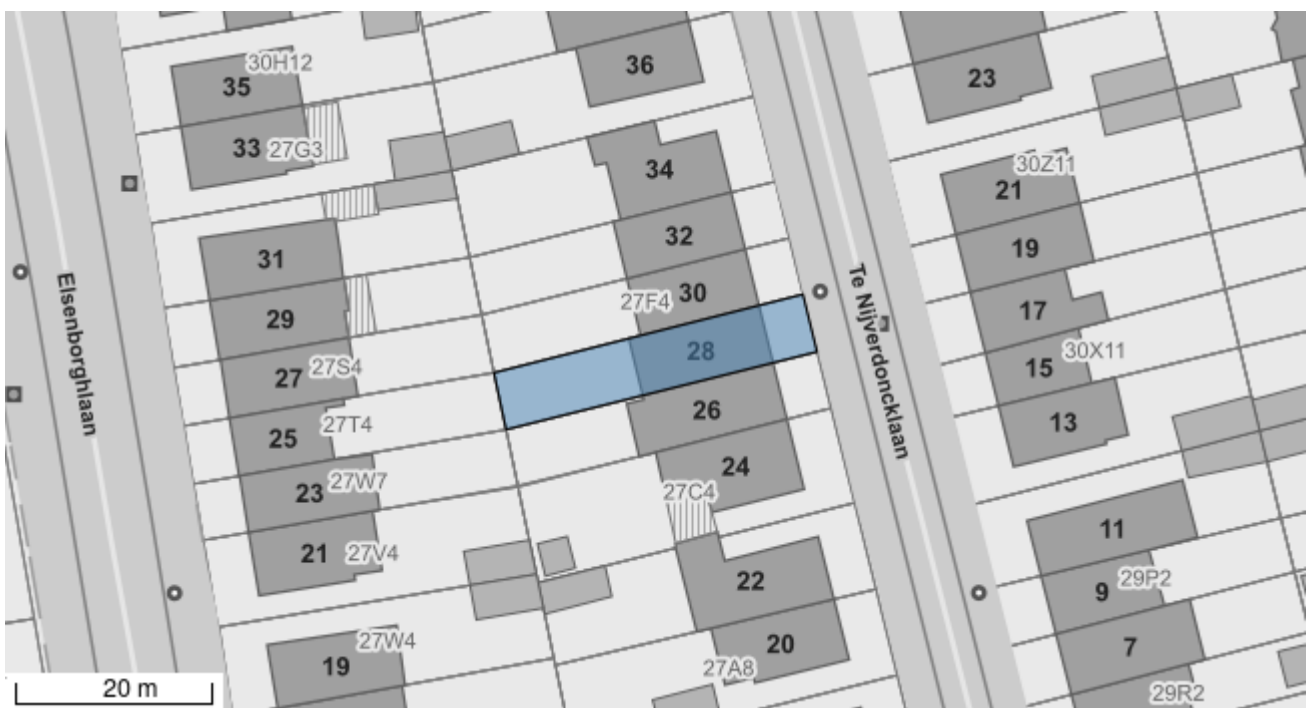 30H12
35
33
27G3
36
23
34
32
30
27F4
28
26
24
27C4
22
20
27A8
31
29
27
27S4
25
27T4
23
27W7
21
27V4
19
27W4
Elsenborghlaan
Te Nijverdoncklaan
30Z11
21
19
17
15
30X11
13
11
9
29P2
7
29R2
20 m